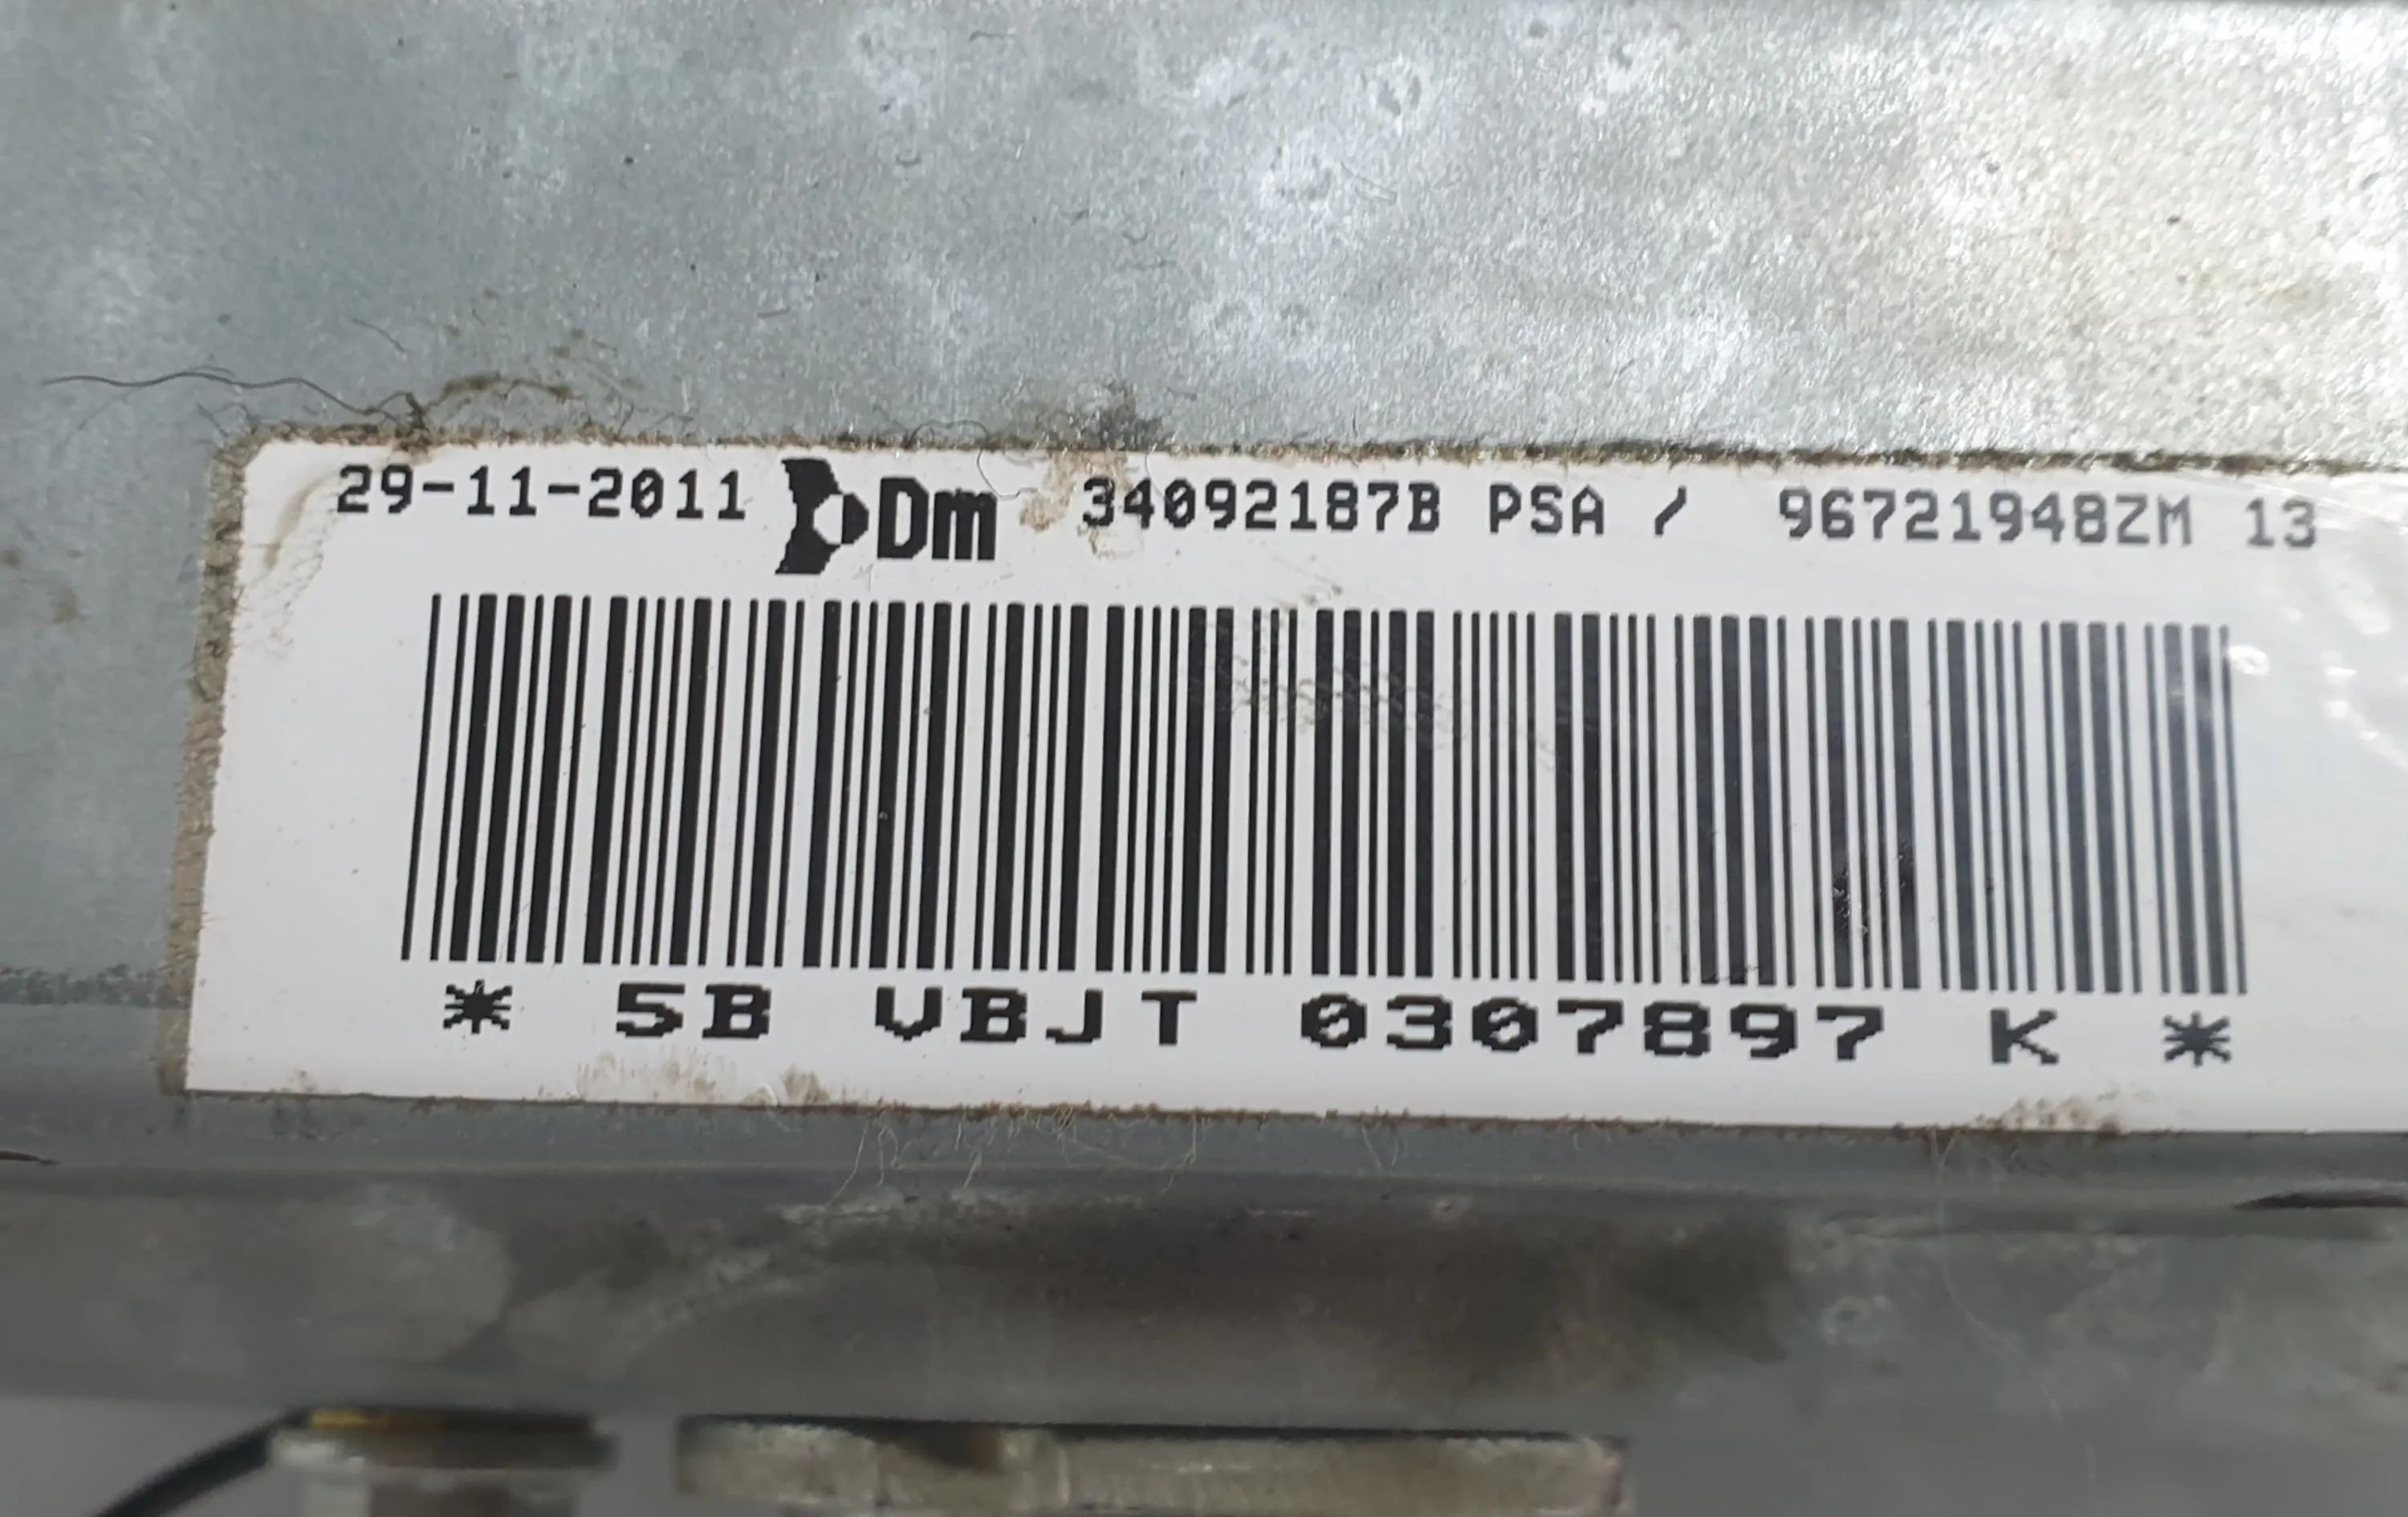 29-11-2011 Dm 34092187B PSA / 96721948ZM 13
* 5B VBJT 0307897 K *